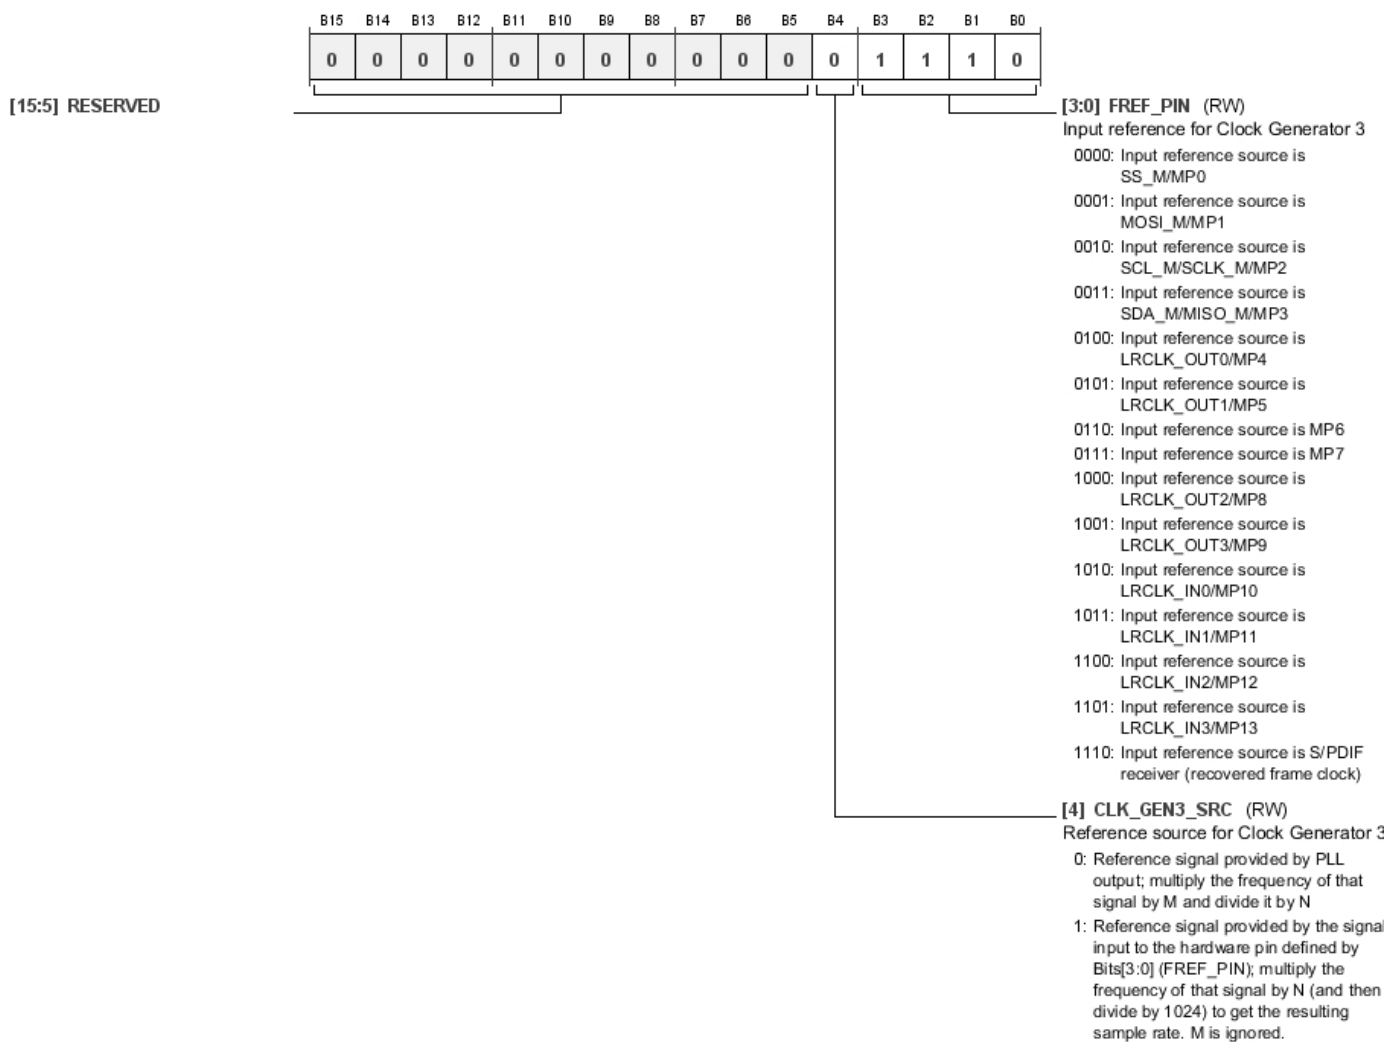 B15 B14 B13 B12 B11 B10 B9 B8 B7 B6 B5 B4 B3 B2 B1 B0
0 0 0 0 0 0 0 0 0 0 0 0 1 1 1 0
[15:5] RESERVED
[3:0] FREF_PIN (RW)
Input reference for Clock Generator 3
0000: Input reference source is
SS_M/MP0
0001: Input reference source is
MOSI_M/MP1
0010: Input reference source is
SCL_M/SCLK_M/MP2
0011: Input reference source is
SDA_M/MISO_M/MP3
0100: Input reference source is
LRCLK_OUT0/MP4
0101: Input reference source is
LRCLK_OUT1/MP5
0110: Input reference source is MP6
0111: Input reference source is MP7
1000: Input reference source is
LRCLK_OUT2/MP8
1001: Input reference source is
LRCLK_OUT3/MP9
1010: Input reference source is
LRCLK_IN0/MP10
1011: Input reference source is
LRCLK_IN1/MP11
1100: Input reference source is
LRCLK_IN2/MP12
1101: Input reference source is
LRCLK_IN3/MP13
1110: Input reference source is S/PDIF
receiver (recovered frame clock)
[4] CLK_GEN3_SRC (RW)
Reference source for Clock Generator 3
0: Reference signal provided by PLL
output; multiply the frequency of that
signal by M and divide it by N
1: Reference signal provided by the signal
input to the hardware pin defined by
Bits[3:0] (FREF_PIN); multiply the
frequency of that signal by N (and then
divide by 1024) to get the resulting
sample rate. M is ignored.